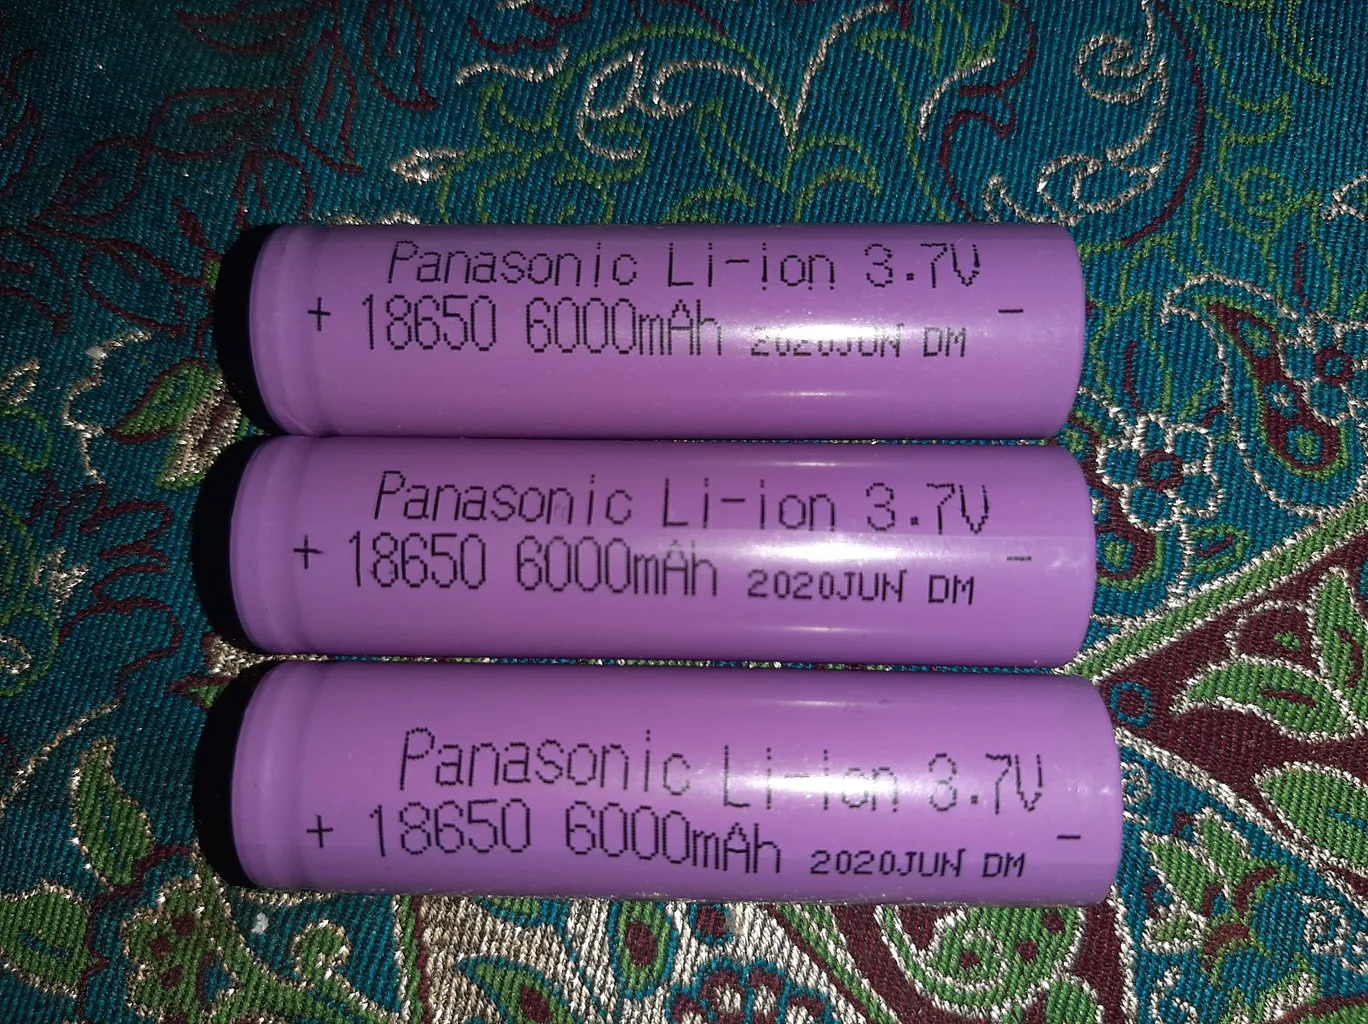 Panasonic Li-ion 3.7V
+ 18650 6000mAh 2020JUN DM -
Panasonic Li-ion 3.7V
+ 18650 6000mAh 2020JUN DM -
Panasonic Li-ion 3.7V
+ 18650 6000mAh 2020JUN DM -